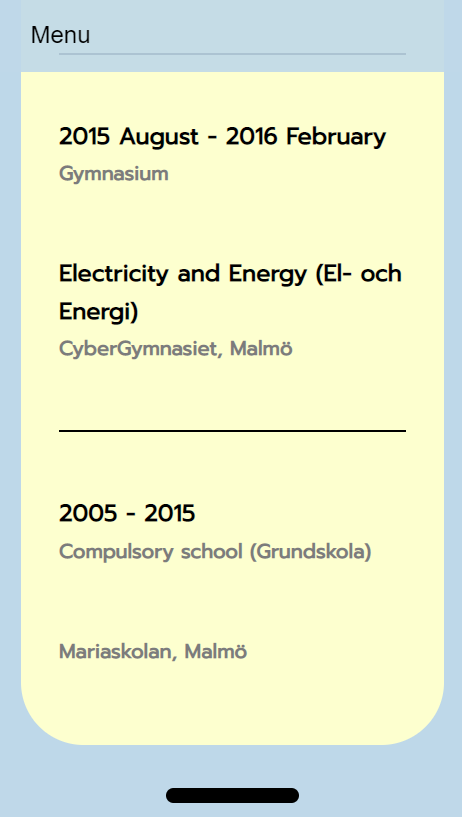 Menu
2015 August - 2016 February
Gymnasium
Electricity and Energy (El- och
Energi)
CyberGymnasiet, Malmö
2005 - 2015
Compulsory school (Grundskola)
Mariaskolan, Malmö